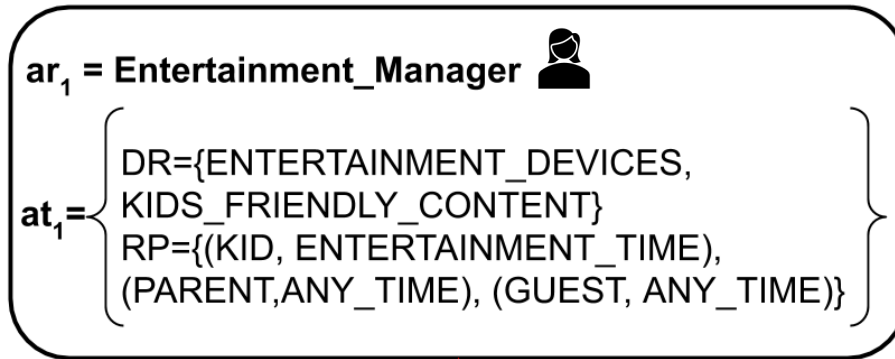 ar₁ = Entertainment_Manager
DR={ENTERTAINMENT_DEVICES,
KIDS_FRIENDLY_CONTENT}
at₁=
RP={(KID, ENTERTAINMENT_TIME),
(PARENT,ANY_TIME), (GUEST, ANY_TIME)}